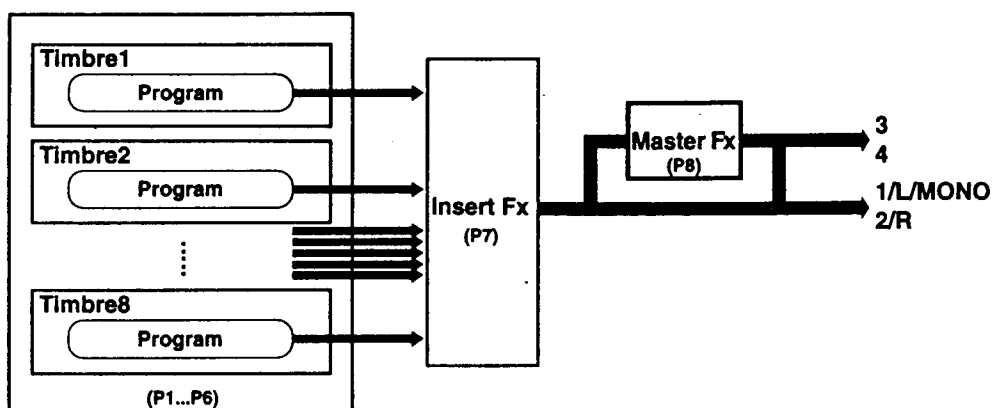 Timbre1
Program
Timbre2
Program
Timbre8
Program
(P1...P6)
Insert Fx
(P7)
Master Fx
(P8)
3
4
1/L/MONO
2/R